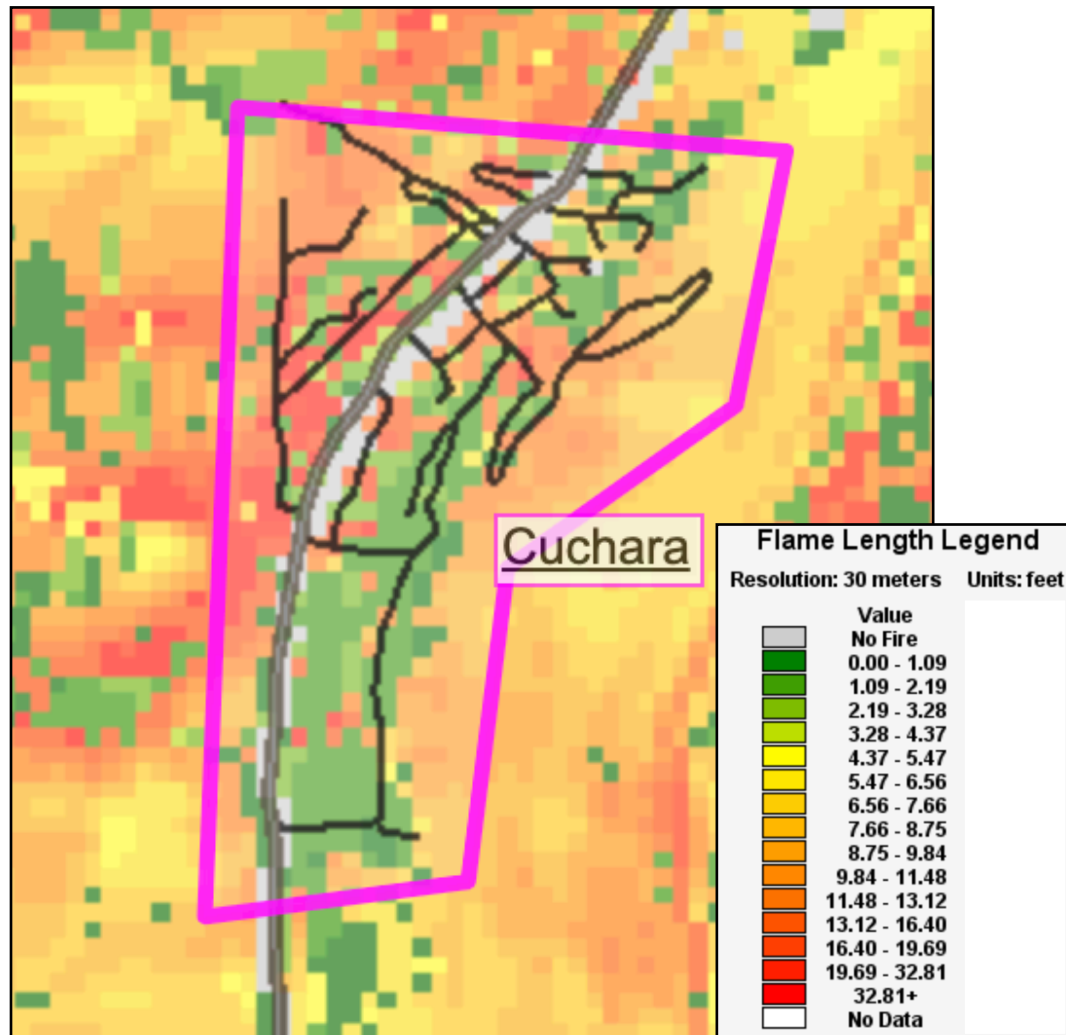 Cuchara
Flame Length Legend
Resolution: 30 meters Units: feet
Value
No Fire
0.00 - 1.09
1.09 - 2.19
2.19 - 3.28
3.28 - 4.37
4.37 - 5.47
5.47 - 6.56
6.56 - 7.66
7.66 - 8.75
8.75 - 9.84
9.84 - 11.48
11.48 - 13.12
13.12 - 16.40
16.40 - 19.69
19.69 - 32.81
32.81+
No Data